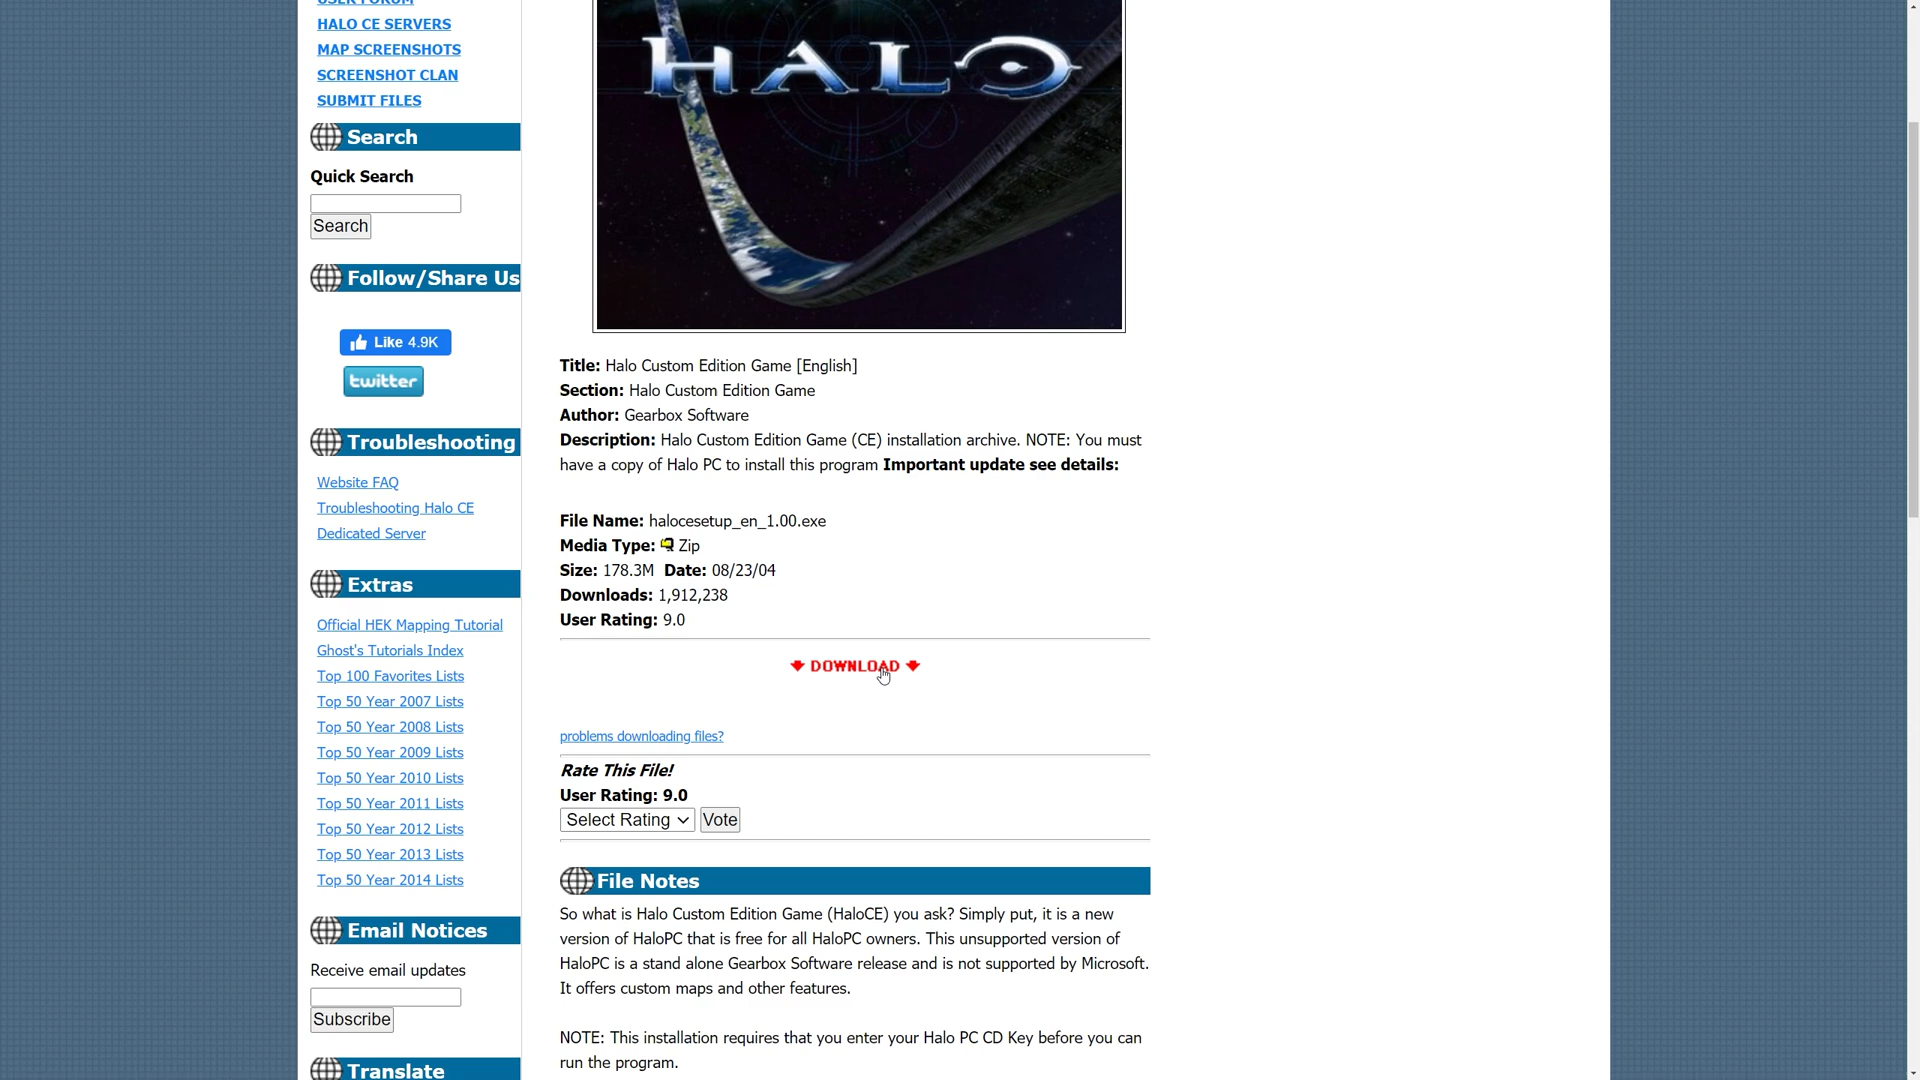 USER FORUM
HALO CE SERVERS
MAP SCREENSHOTS
SCREENSHOT CLAN
SUBMIT FILES
Search
Quick Search
Search
Follow/Share Us
Like 4.9K
twitter
Troubleshooting
Website FAQ
Troubleshooting Halo CE
Dedicated Server
Extras
Official HEK Mapping Tutorial
Ghost's Tutorials Index
Top 100 Favorites Lists
Top 50 Year 2007 Lists
Top 50 Year 2008 Lists
Top 50 Year 2009 Lists
Top 50 Year 2010 Lists
Top 50 Year 2011 Lists
Top 50 Year 2012 Lists
Top 50 Year 2013 Lists
Top 50 Year 2014 Lists
Email Notices
Receive email updates
Subscribe
Translate
HALO
Title: Halo Custom Edition Game [English]
Section: Halo Custom Edition Game
Author: Gearbox Software
Description: Halo Custom Edition Game (CE) installation archive. NOTE: You must
have a copy of Halo PC to install this program Important update see details:
File Name: halocesetup_en_1.00.exe
Media Type: Zip
Size: 178.3M Date: 08/23/04
Downloads: 1,912,238
User Rating: 9.0
DOWNLOAD
problems downloading files?
Rate This File!
User Rating: 9.0
Select Rating Vote
File Notes
So what is Halo Custom Edition Game (HaloCE) you ask? Simply put, it is a new
version of HaloPC that is free for all HaloPC owners. This unsupported version of
HaloPC is a stand alone Gearbox Software release and is not supported by Microsoft.
It offers custom maps and other features.
NOTE: This installation requires that you enter your Halo PC CD Key before you can
run the program.